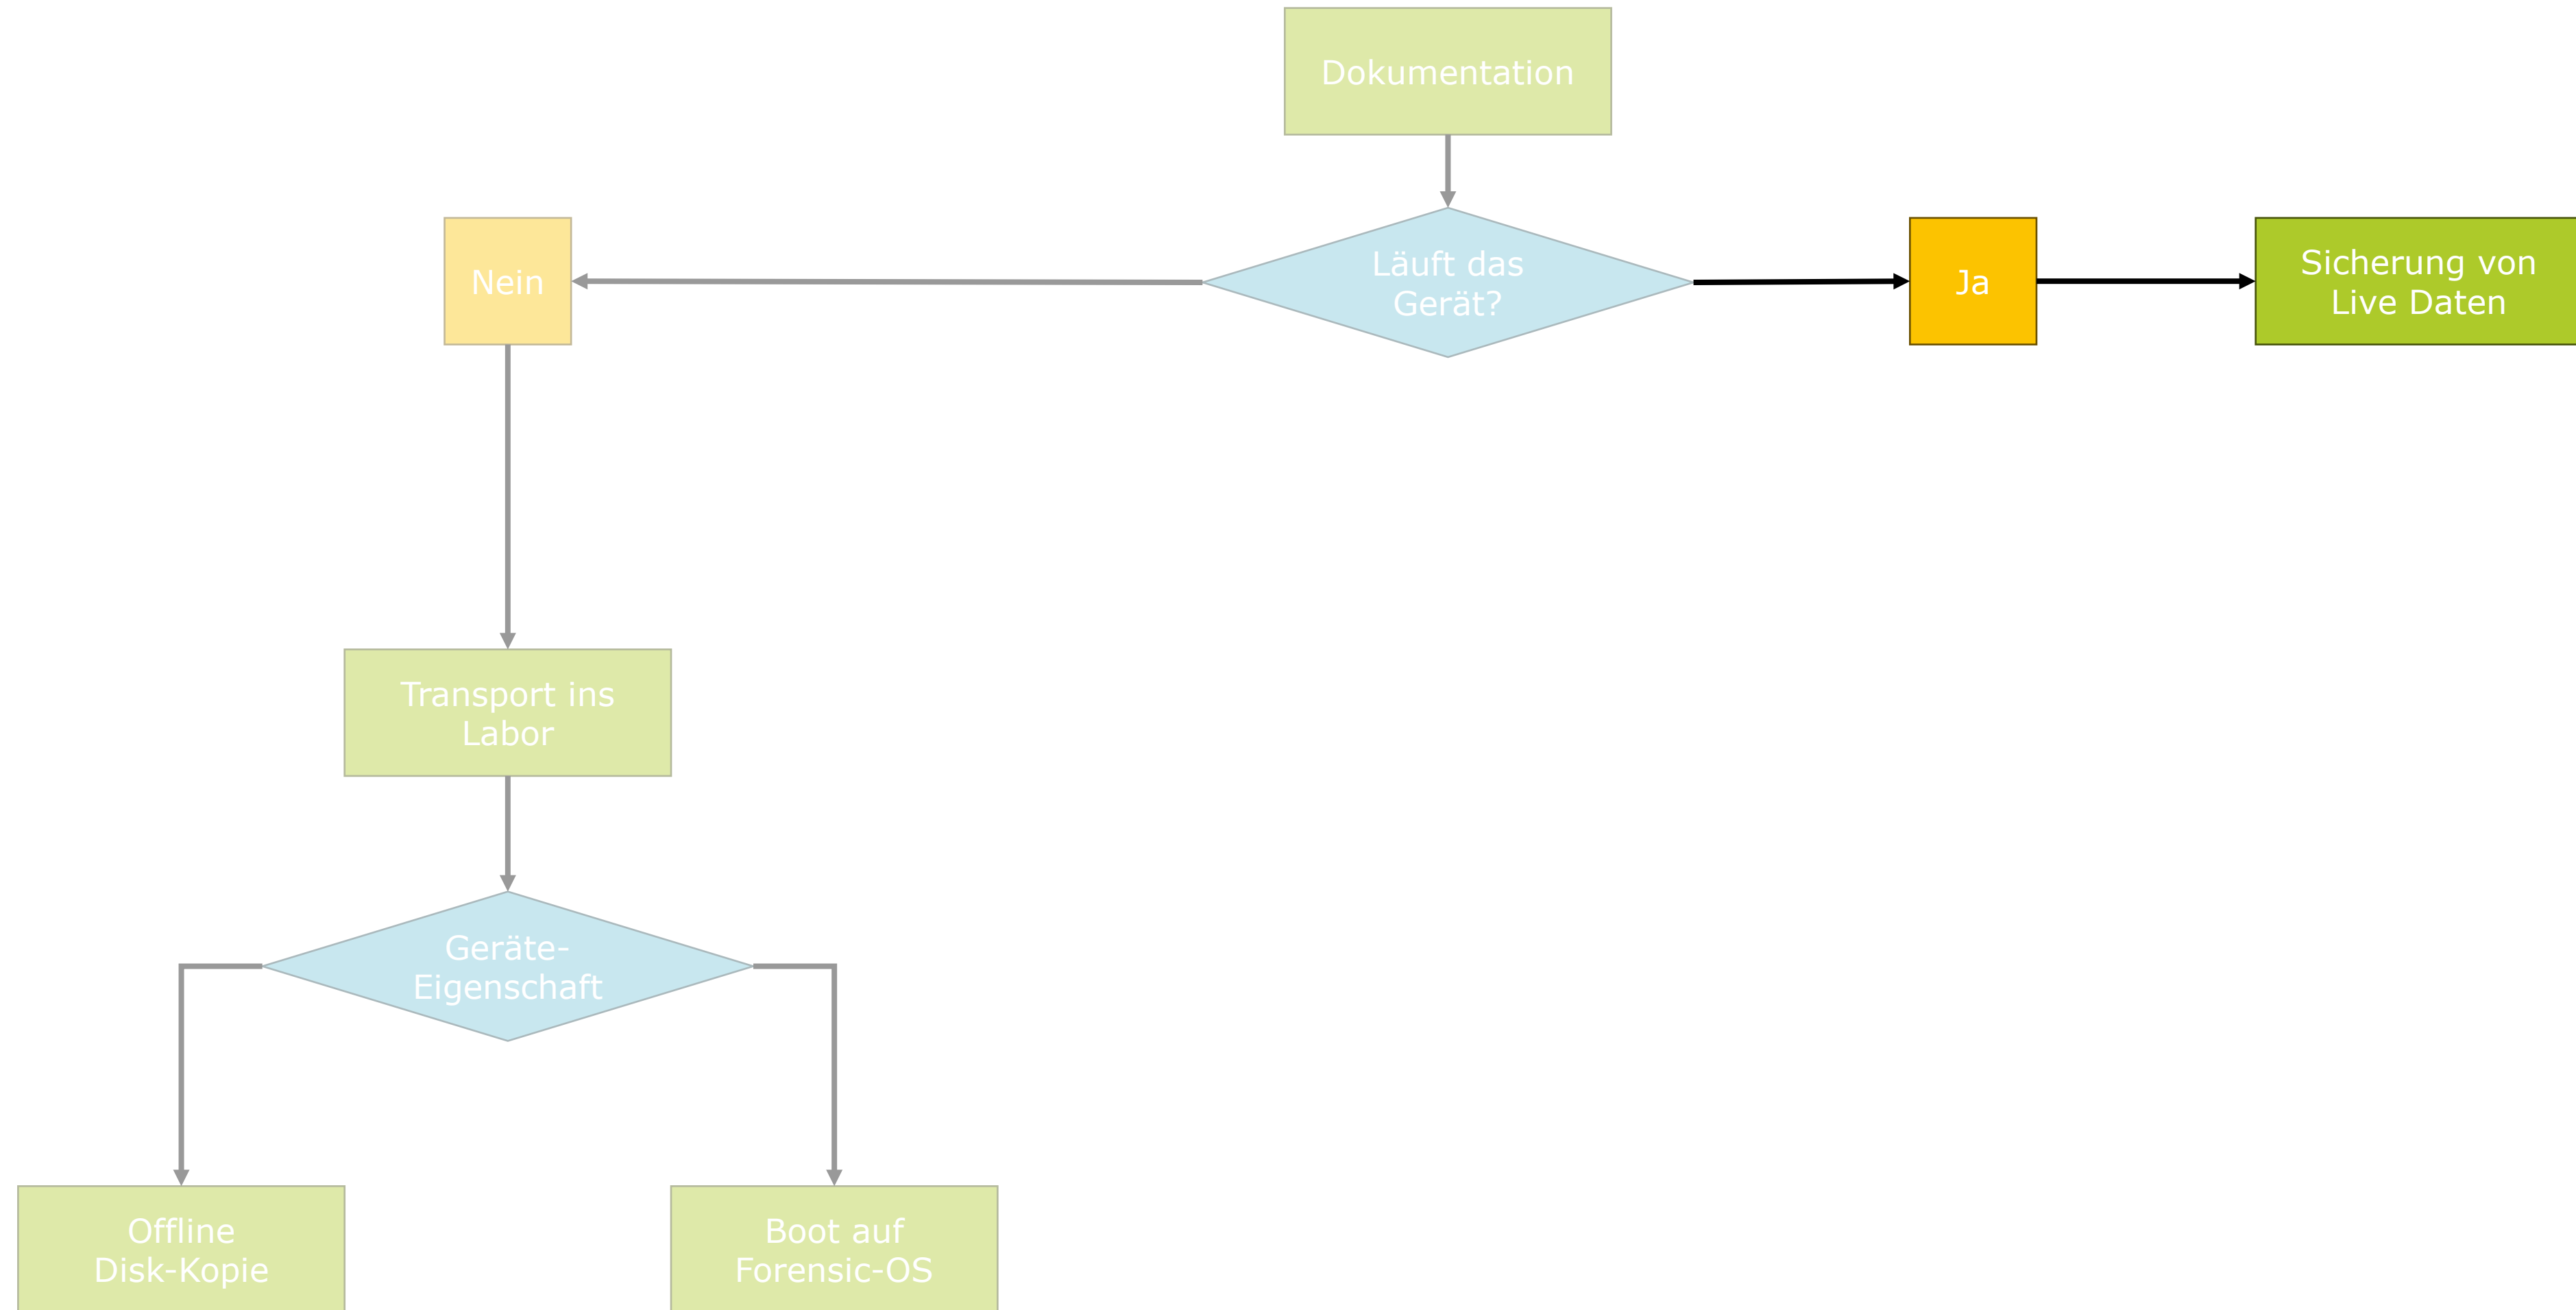 Dokumentation
Nein
Läuft das
Gerät?
Ja
Sicherung von
Live Daten
Transport ins
Labor
Geräte-
Eigenschaft
Offline
Disk-Kopie
Boot auf
Forensic-OS